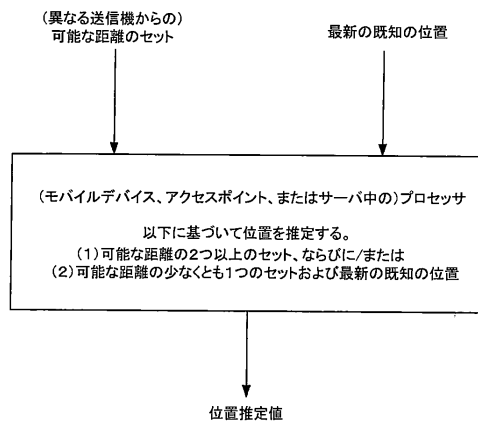 (異なる送信機からの)
可能な距離のセット
最新の既知の位置
(モバイルデバイス、アクセスポイント、またはサーバ中の)プロセッサ
以下に基づいて位置を推定する。
(1)可能な距離の2つ以上のセット、ならびに/または
(2)可能な距離の少なくとも1つのセットおよび最新の既知の位置
位置推定値